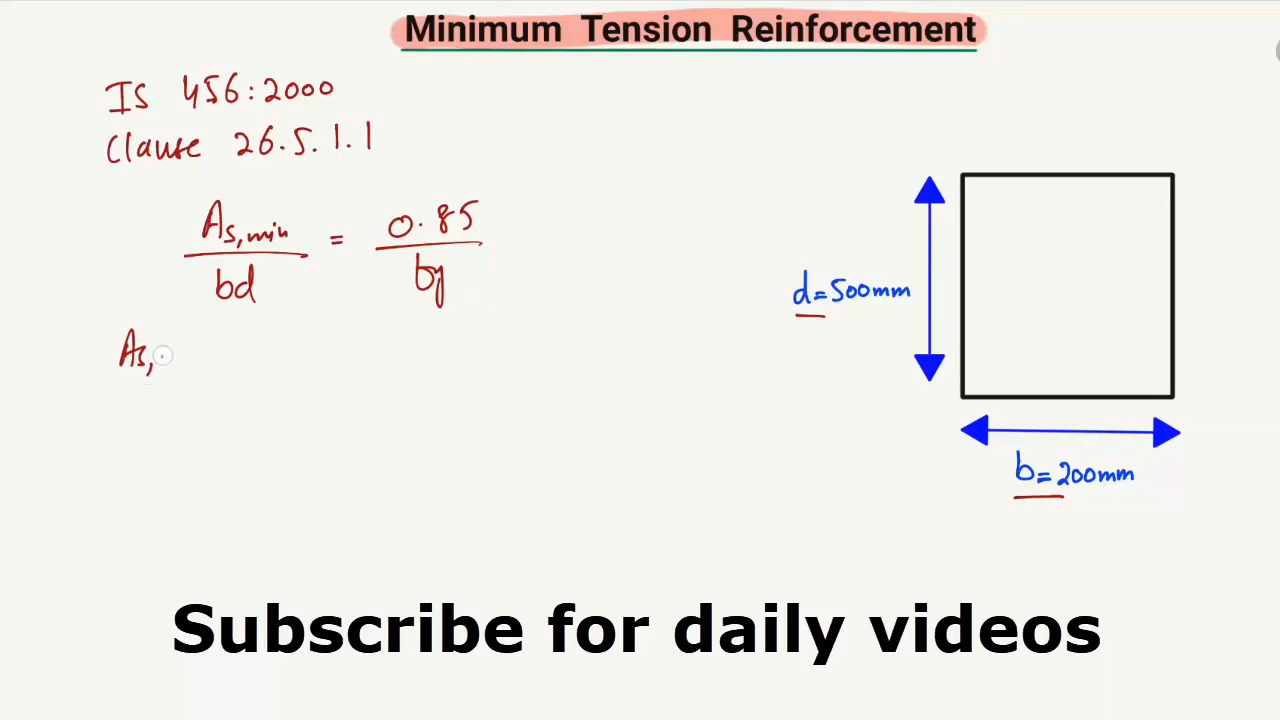 Minimum Tension Reinforcement
IS 456:2000
Clause 26.5.1.1
As,min = 0.85
bd by
As,
d=500mm
b=200mm
Subscribe for daily videos